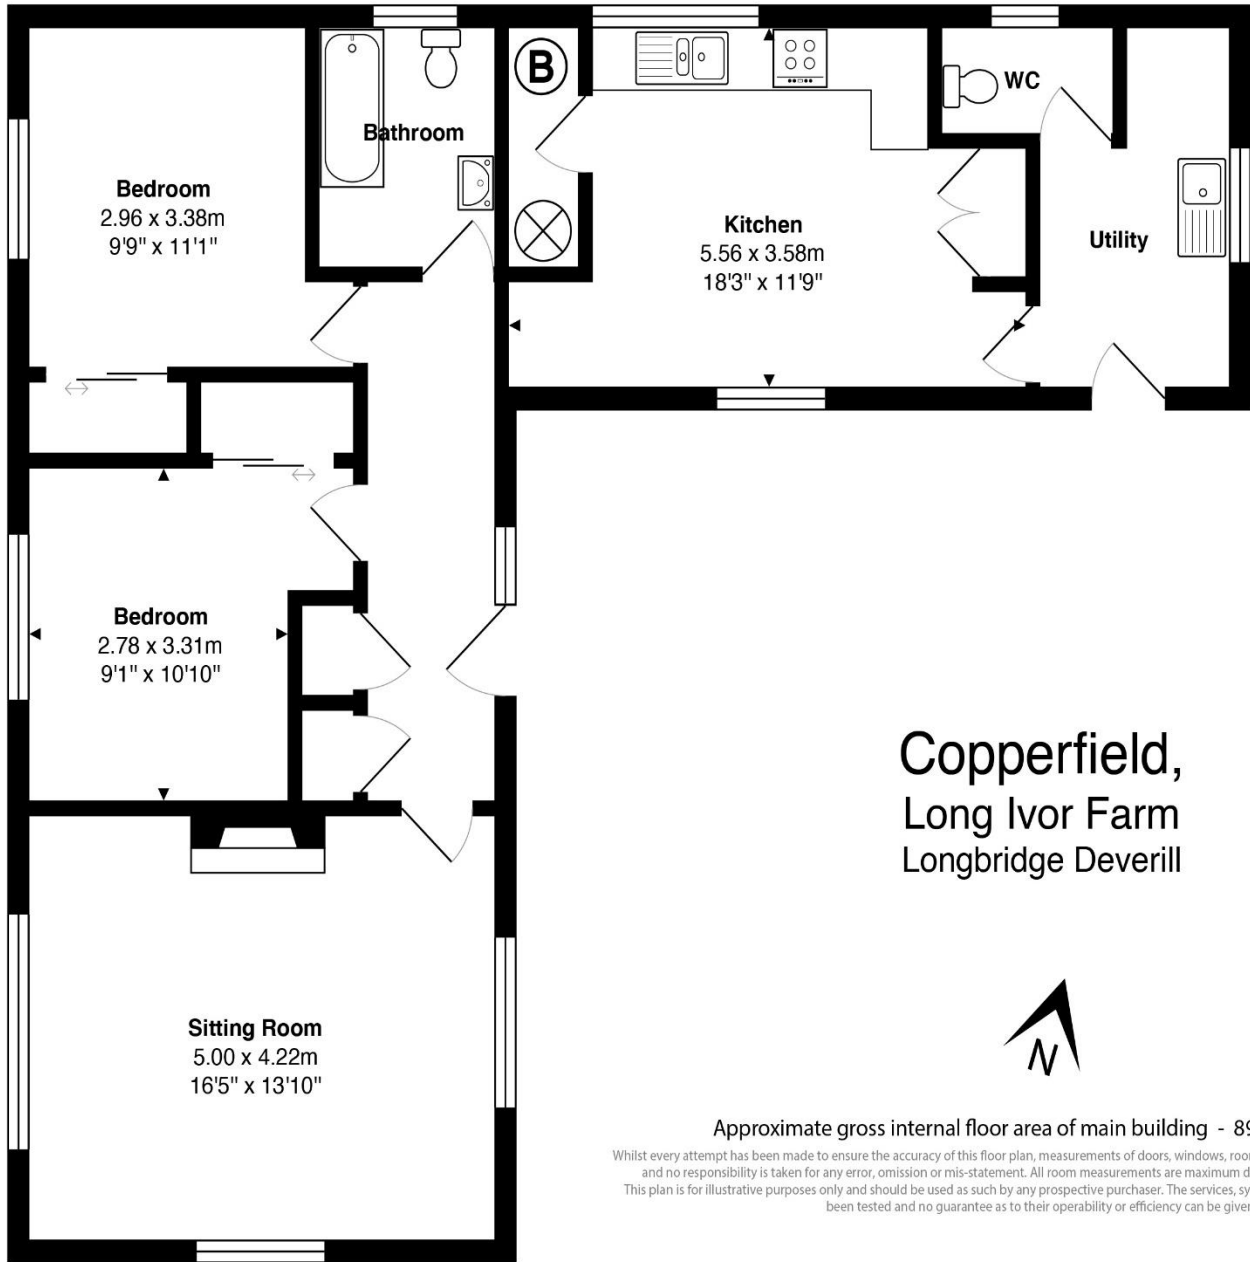 B
WC
Bathroom
Bedroom
2.96 x 3.38m
9'9" x 11'1"
Kitchen
5.56 x 3.58m
18'3" x 11'9"
Utility
Bedroom
2.78 x 3.31m
9'1" x 10'10"
Copperfield,
Long Ivor Farm
Longbridge Deverill
Sitting Room
5.00 x 4.22m
16'5" x 13'10"
N
Approximate gross internal floor area of main building - 89
Whilst every attempt has been made to ensure the accuracy of this floor plan, measurements of doors, windows,
and no responsibility is taken for any error, omission or mis-statement. All room measurements are maximum
This plan is for illustrative purposes only and should be used as such by any prospective purchaser. The services,
been tested and no guarantee as to their operability or efficiency can be